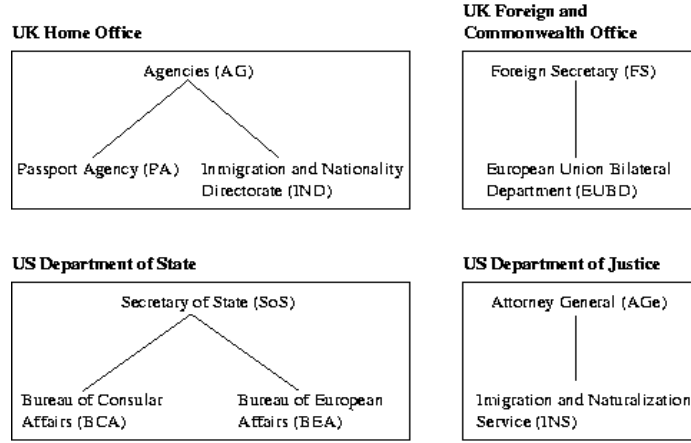 UK Home Office
Agencies (AG)
Passport Agency (PA)
Inmigration and Nationality
Directorate (IND)
UK Foreign and
Commonwealth Office
Foreign Secretary (FS)
European Union Bilateral
Department (EUBD)
US Department of State
Secretary of State (SoS)
Bureau of Consular
Affairs (BCA)
Bureau of European
Affairs (BEA)
US Department of Justice
Attorney General (AGe)
Imigration and Naturalization
Service (INS)